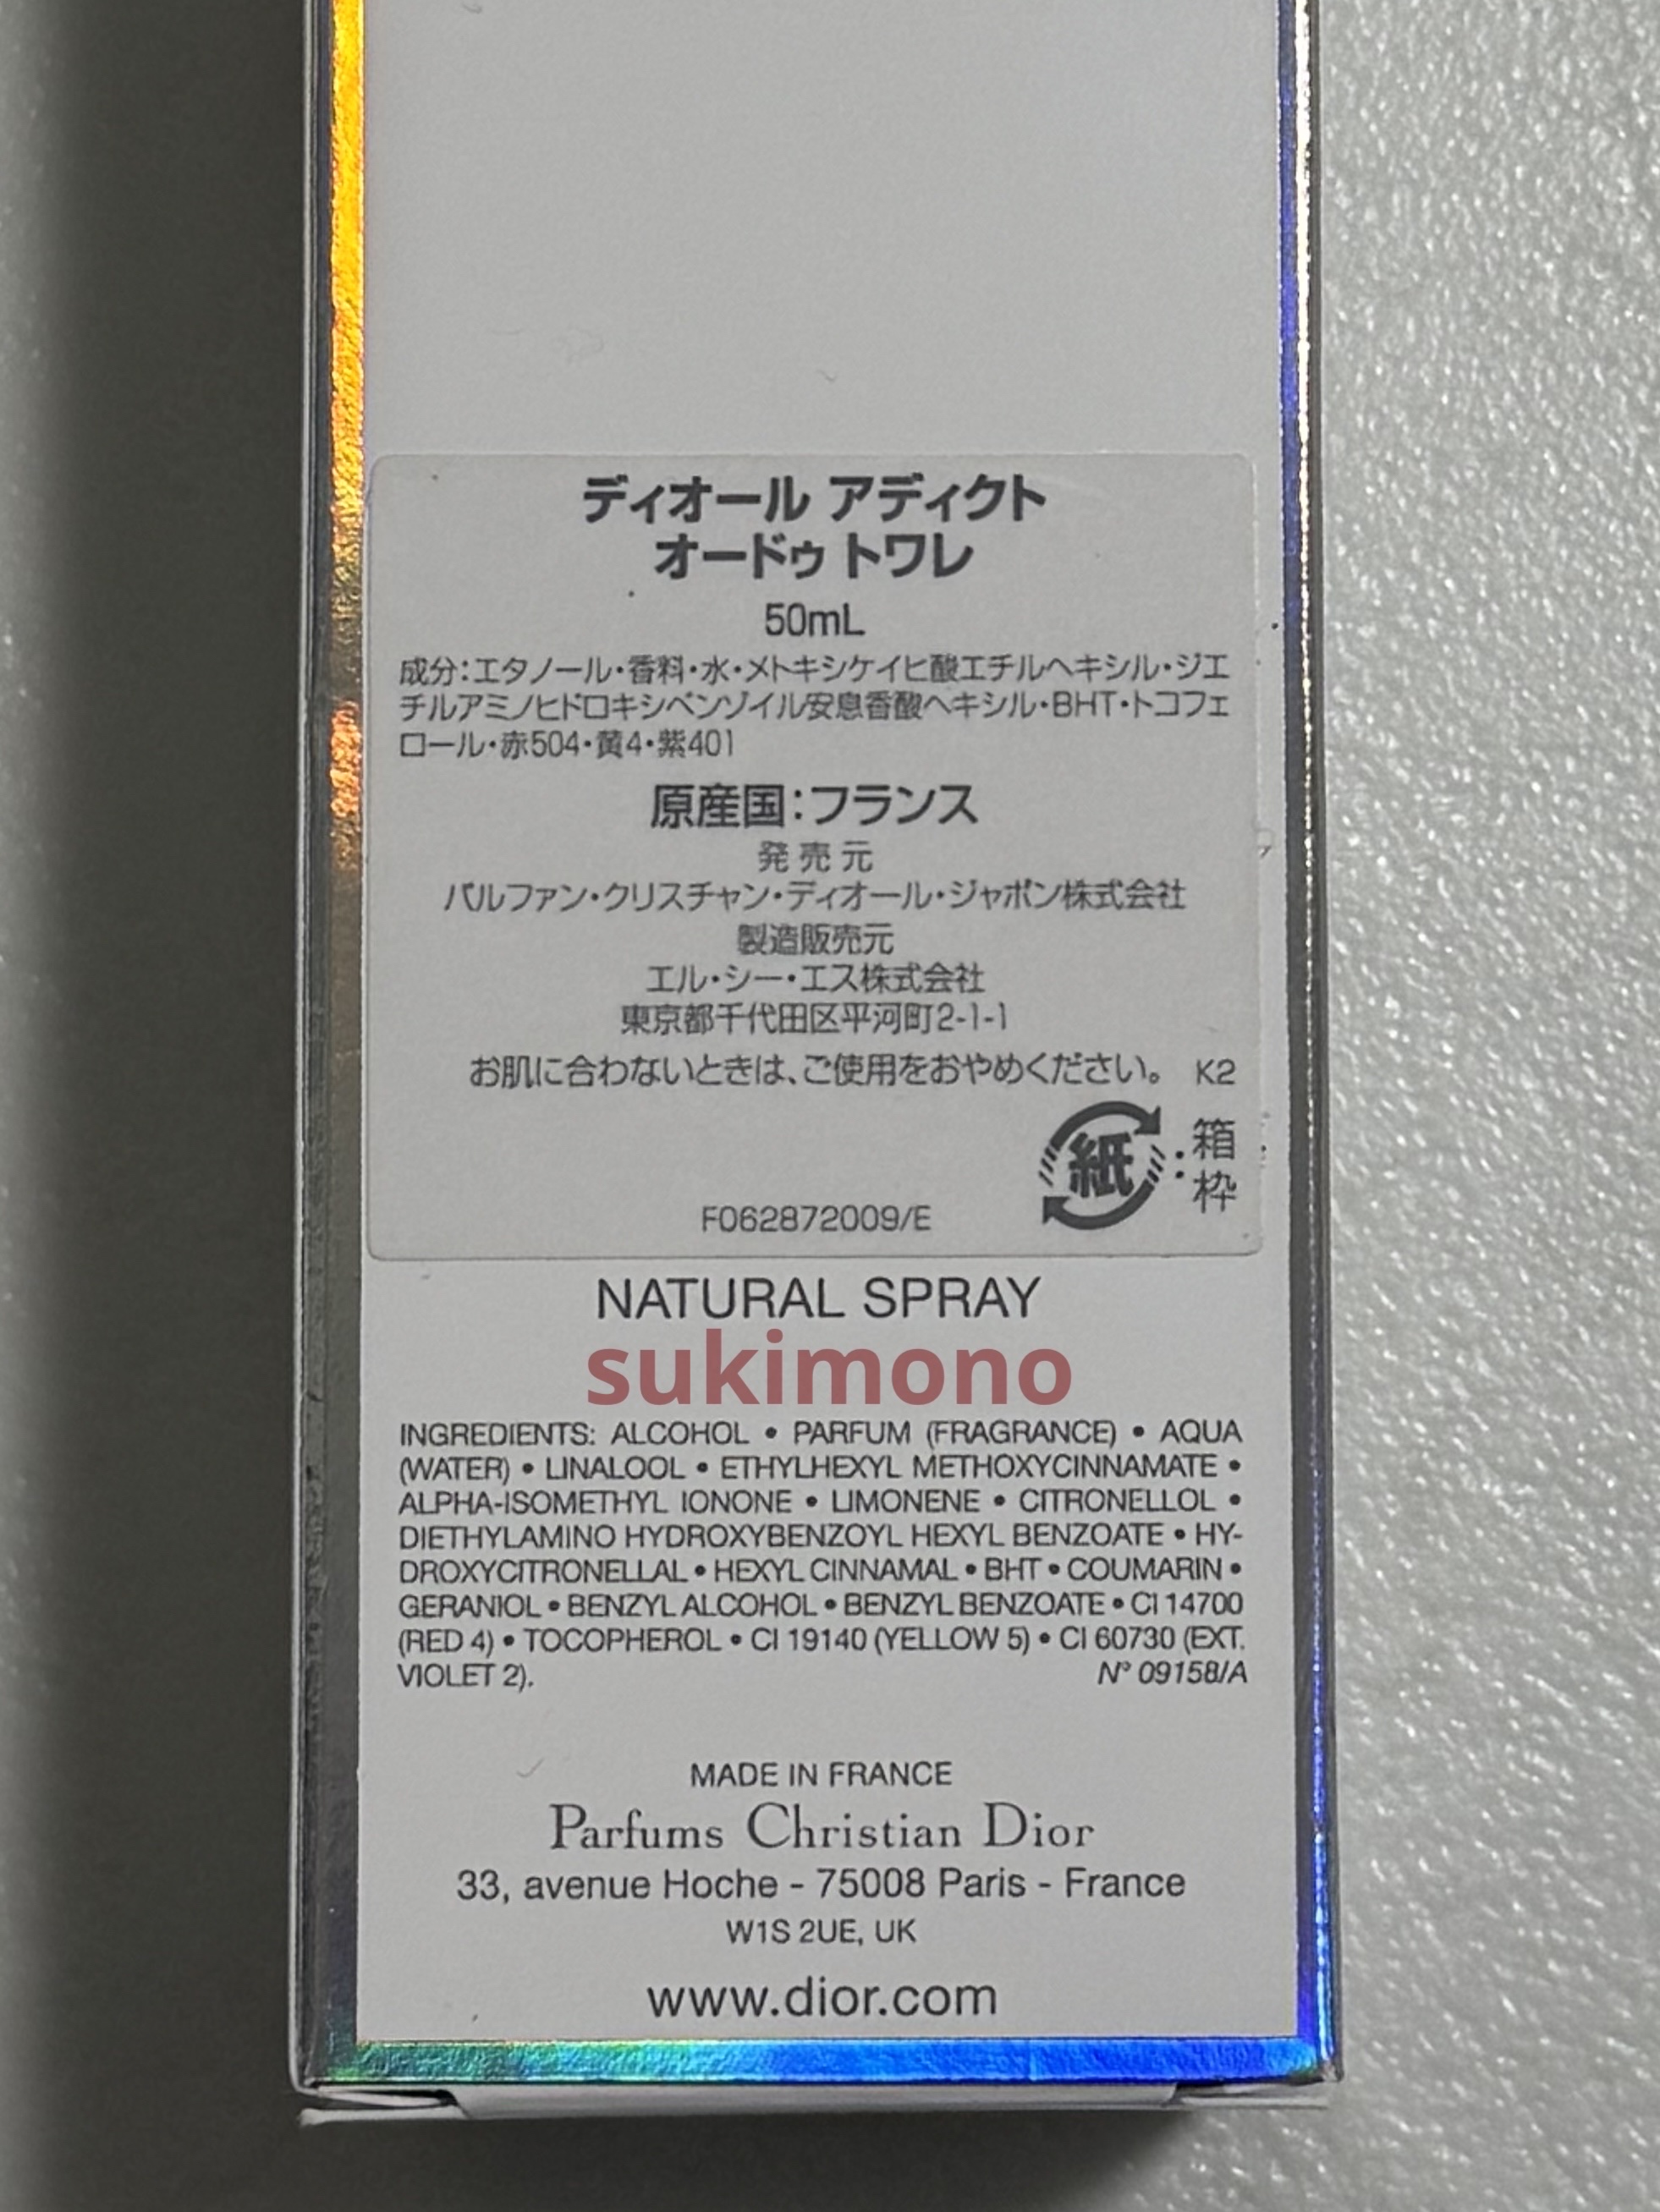 ディオール アディクト
オードゥ トワレ
50mL
成分：エタノール・香料・水・メトキシケイヒ酸エチルヘキシル・ジエ
チルアミノヒドロキシベンゾイル安息香酸ヘキシル・BHT・トコフェ
ロール・赤504・黄4・紫401
原産国：フランス
発売元
パルファン・クリスチャン・ディオール・ジャポン株式会社
製造販売元
エル・シー・エス株式会社
東京都千代田区平河町2-1-1
お肌に合わないときは、ご使用をおやめください。 K2
紙：箱
枠
F062872009/E
NATURAL SPRAY
sukimono
INGREDIENTS: ALCOHOL • PARFUM (FRAGRANCE) • AQUA
(WATER) • LINALOOL • ETHYLHEXYL METHOXYCINNAMATE •
ALPHA-ISOMETHYL IONONE • LIMONENE • CITRONELLOL •
DIETHYLAMINO HYDROXYBENZOYL HEXYL BENZOATE • HY-
DROXYCITRONELLAL • HEXYL CINNAMAL • BHT • COUMARIN •
GERANIOL • BENZYL ALCOHOL • BENZYL BENZOATE • CI 14700
(RED 4) • TOCOPHEROL • CI 19140 (YELLOW 5) • CI 60730 (EXT.
VIOLET 2). N° 09158/A
MADE IN FRANCE
Parfums Christian Dior
33, avenue Hoche - 75008 Paris - France
W1S 2UE, UK
www.dior.com